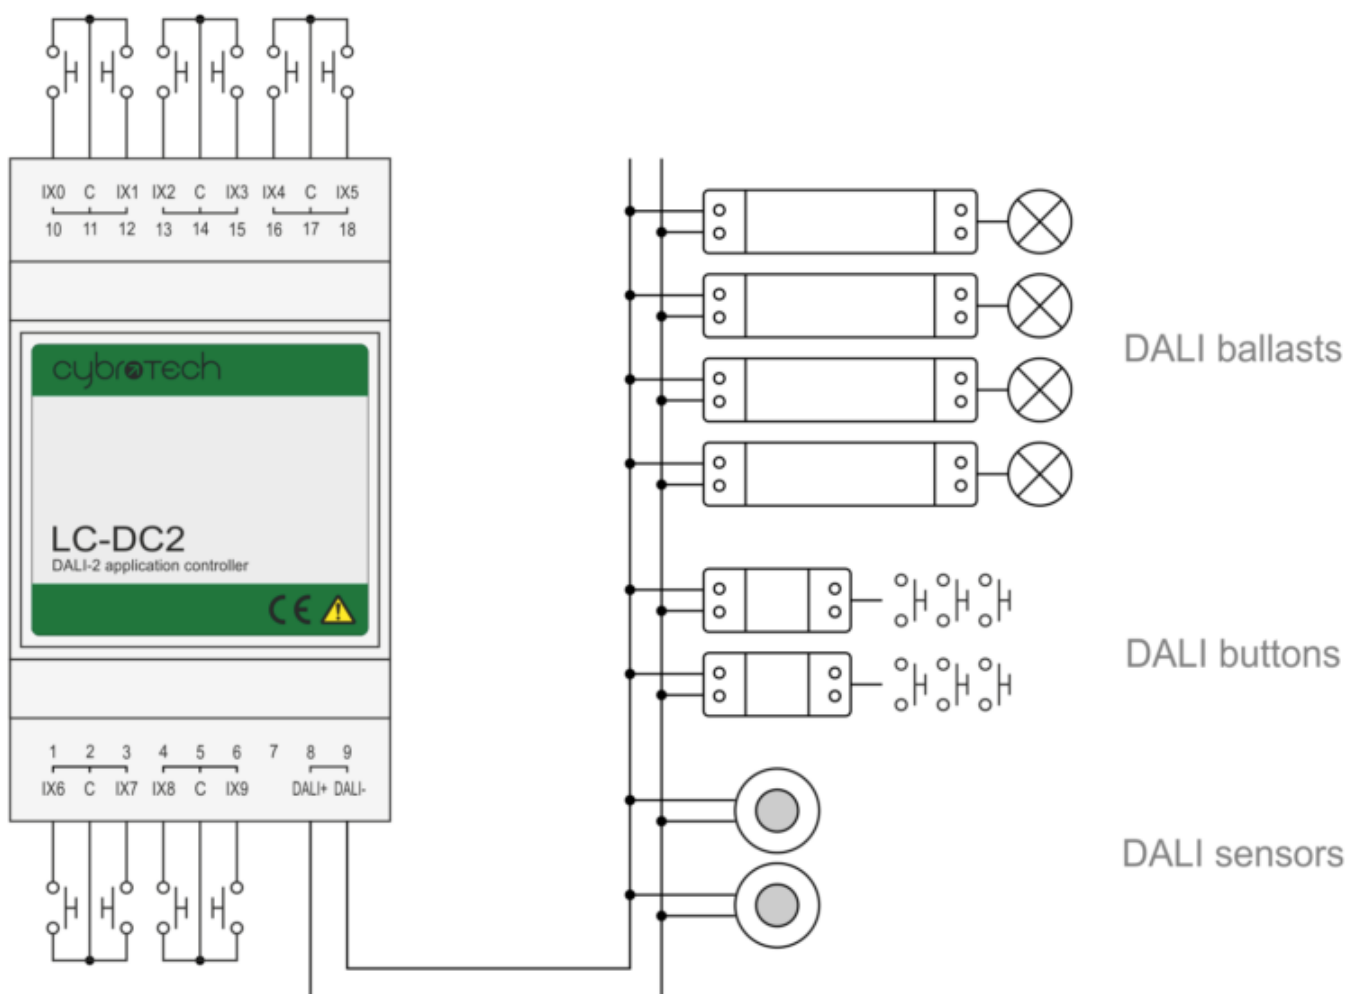 IX0 C IX1 IX2 C IX3 IX4 C IX5
10 11 12 13 14 15 16 17 18
cybrotech
LC-DC2
DALI-2 application controller
CE
1 2 3 4 5 6 7 8 9
IX6 C IX7 IX8 C IX9 DALI+ DALI-
DALI ballasts
DALI buttons
DALI sensors